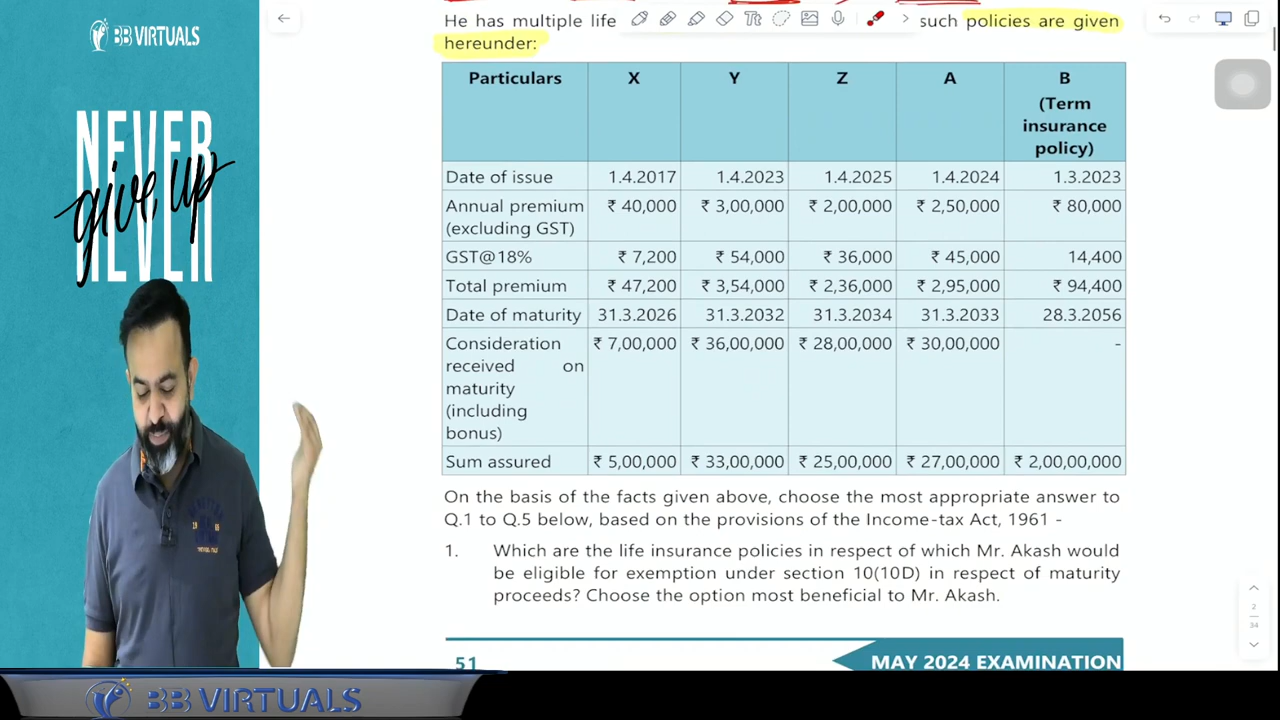 BB VIRTUALS
NEVER
give up
NEVER
He has multiple life such policies are given
hereunder:
Particulars X Y Z A B
(Term
insurance
policy)
Date of issue 1.4.2017 1.4.2023 1.4.2025 1.4.2024 1.3.2023
Annual premium ₹ 40,000 ₹ 3,00,000 ₹ 2,00,000 ₹ 2,50,000 ₹ 80,000
(excluding GST)
GST@18% ₹ 7,200 ₹ 54,000 ₹ 36,000 ₹ 45,000 14,400
Total premium ₹ 47,200 ₹ 3,54,000 ₹ 2,36,000 ₹ 2,95,000 ₹ 94,400
Date of maturity 31.3.2026 31.3.2032 31.3.2034 31.3.2033 28.3.2056
Consideration ₹ 7,00,000 ₹ 36,00,000 ₹ 28,00,000 ₹ 30,00,000 -
received on
maturity
(including
bonus)
Sum assured ₹ 5,00,000 ₹ 33,00,000 ₹ 25,00,000 ₹ 27,00,000 ₹ 2,00,00,000
On the basis of the facts given above, choose the most appropriate answer to
Q.1 to Q.5 below, based on the provisions of the Income-tax Act, 1961 -
1. Which are the life insurance policies in respect of which Mr. Akash would
be eligible for exemption under section 10(10D) in respect of maturity
proceeds? Choose the option most beneficial to Mr. Akash.
2
34
51 MAY 2024 EXAMINATION
BB VIRTUALS